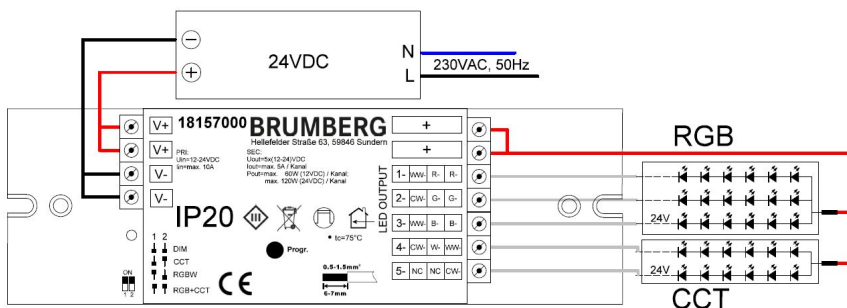 24VDC
N
L
230VAC, 50Hz
V+
V+
V-
V-
18157000 BRUMBERG
Hellefelder Straße 63, 59846 Sundern
PRI:
Uin=12-24VDC
Iin=max. 10A
SEC:
Uout=5x(12-24)VDC
Iout=max. 5A / Kanal
Pout=max. 60W (12VDC) / Kanal
max. 120W (24VDC) / Kanal
IP20
III
* tc=75°C
Progr.
0.5-1.5mm²
6-7mm
1 2
DIM
CCT
RGBW
RGB+CCT
CE
ON
1 2
LED OUTPUT
+
+
1- WW- R- R-
2- CW- G- G-
3- WW- B- B-
4- CW- W- WW-
5- NC NC CW-
RGB
24V
24V
CCT